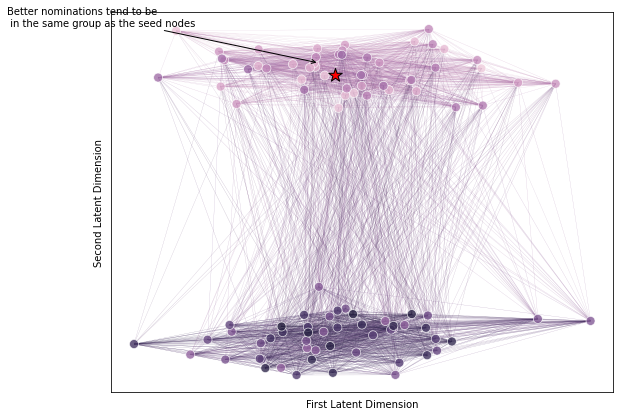 Better nominations tend to be
in the same group as the seed nodes
Second Latent Dimension
First Latent Dimension